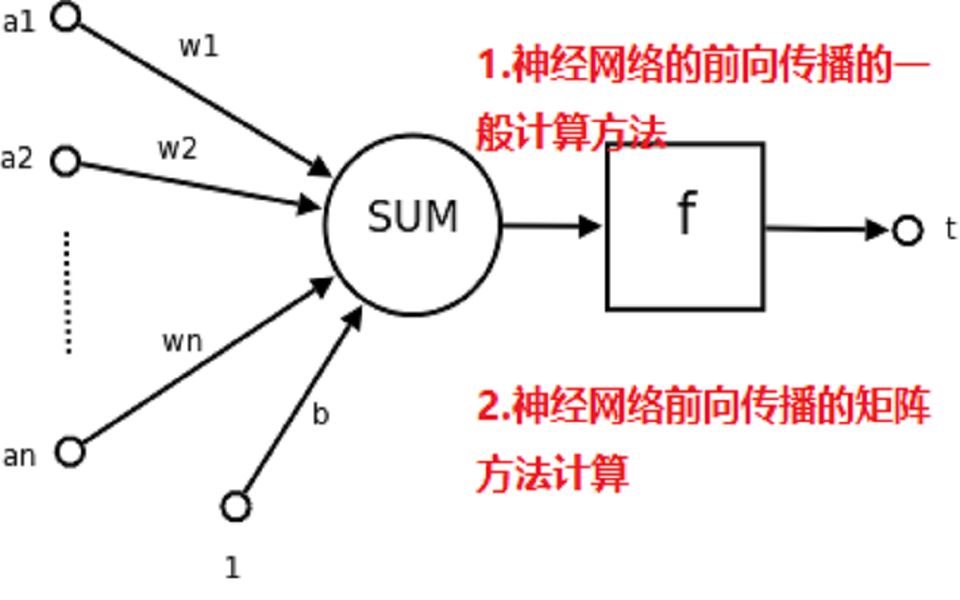 a1
w1
1.神经网络的前向传播的一
般计算方法
a2
w2
SUM
f
t
wn
an
b
2.神经网络前向传播的矩阵
方法计算
1